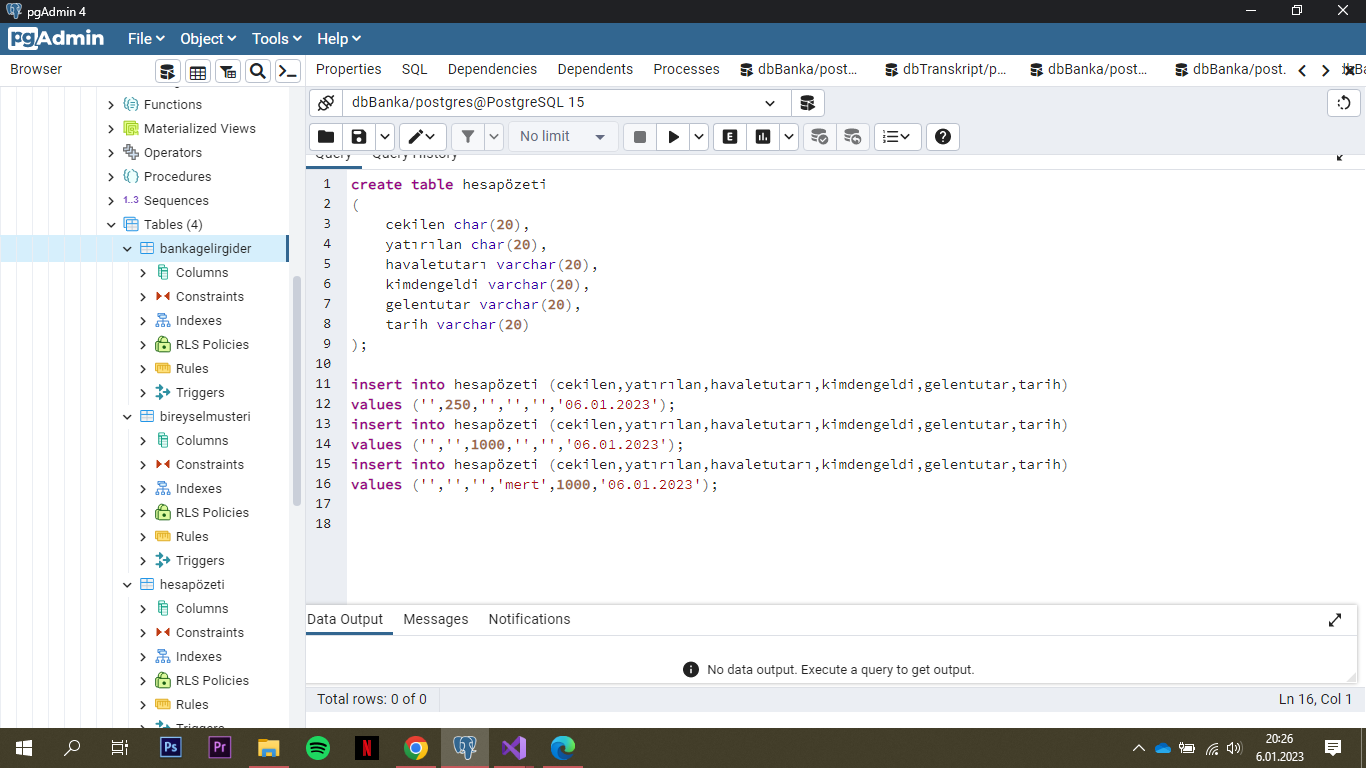 pgAdmin 4
pgAdmin
File Object Tools Help
Browser
Properties SQL Dependencies Dependents Processes dbBanka/post... dbTranskript/p... dbBanka/post... dbBanka/post.
Functions
Materialized Views
Operators
Procedures
1..3 Sequences
Tables (4)
bankagelirgider
Columns
Constraints
Indexes
RLS Policies
Rules
Triggers
bireyselmusteri
Columns
Constraints
Indexes
RLS Policies
Rules
Triggers
hesapözeti
Columns
Constraints
Indexes
RLS Policies
Rules
Triggers
dbBanka/postgres@PostgreSQL 15
No limit
E
Query Query History
1 create table hesapözeti
2 (
3 cekilen char(20),
4 yatırılan char(20),
5 havaletutarı varchar(20),
6 kimdengeldi varchar(20),
7 gelentutar varchar(20),
8 tarih varchar(20)
9 );
10
11 insert into hesapözeti (cekilen,yatırılan,havaletutarı,kimdengeldi,gelentutar,tarih)
12 values ('',250,'','','','06.01.2023');
13 insert into hesapözeti (cekilen,yatırılan,havaletutarı,kimdengeldi,gelentutar,tarih)
14 values ('','',1000,'','','06.01.2023');
15 insert into hesapözeti (cekilen,yatırılan,havaletutarı,kimdengeldi,gelentutar,tarih)
16 values ('','','','mert',1000,'06.01.2023');
17
18
Data Output Messages Notifications
No data output. Execute a query to get output.
Total rows: 0 of 0
Ln 16, Col 1
Ps
Pr
N
20:26
6.01.2023